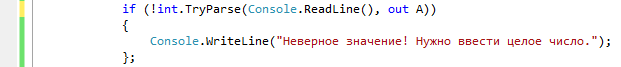 if (!int.TryParse(Console.ReadLine(), out A))
{
Console.WriteLine("Неверное значение! Нужно ввести целое число.");
};